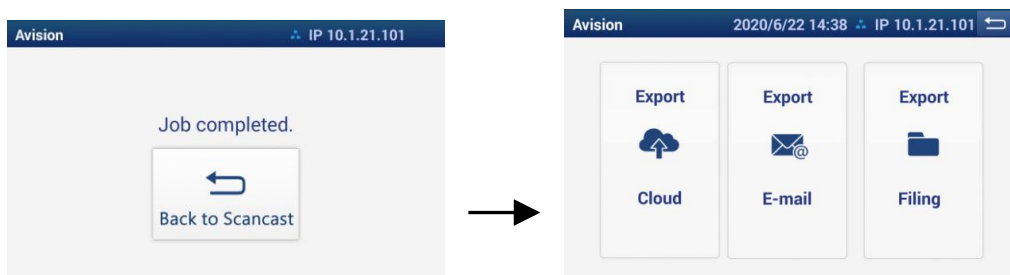 Avision IP 10.1.21.101
Job completed.
Back to Scancast
Avision 2020/6/22 14:38 IP 10.1.21.101
Export Export Export
@
Cloud E-mail Filing